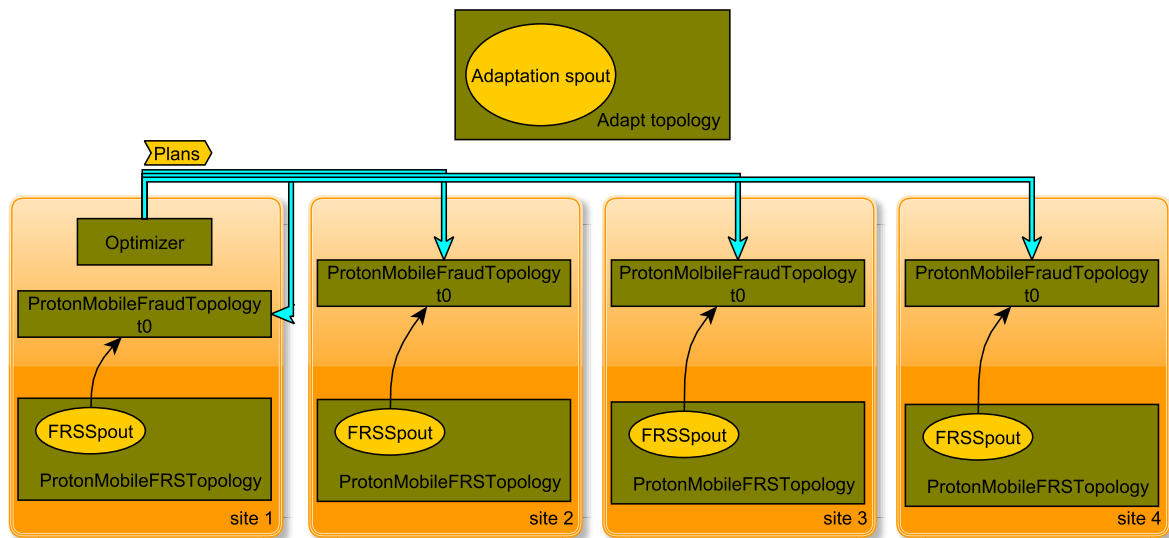 Adaptation spout
Adapt topology
Plans
Optimizer
ProtonMobileFraudTopology
t0
FRSSpout
ProtonMobileFRSTopology
site 1
ProtonMobileFraudTopology
t0
FRSSpout
ProtonMobileFRSTopology
site 2
ProtonMolbileFraudTopology
t0
FRSSpout
ProtonMobileFRSTopology
site 3
ProtonMobileFraudTopology
t0
FRSSpout
ProtonMobileFRSTopology
site 4